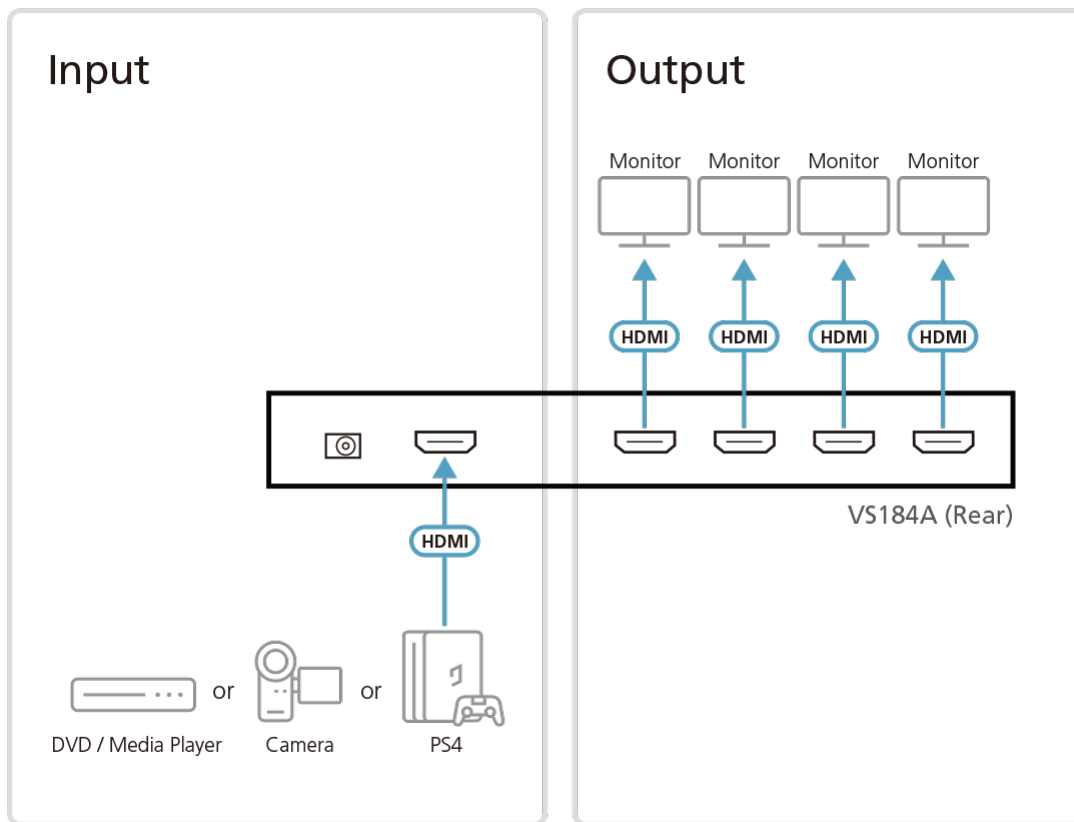 Input
Output
Monitor Monitor Monitor Monitor
HDMI HDMI HDMI HDMI
VS184A (Rear)
HDMI
or or
DVD / Media Player Camera PS4